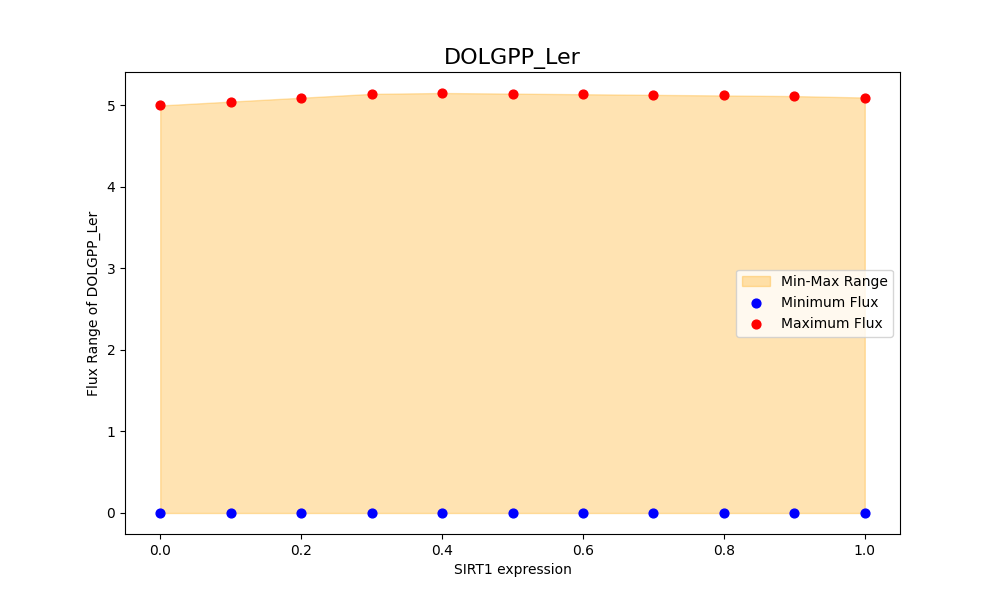 DOLGPP_Ler
Flux Range of DOLGPP_Ler
5
4
3
2
1
0
Min-Max Range
Minimum Flux
Maximum Flux
0.0 0.2 0.4 0.6 0.8 1.0
SIRT1 expression